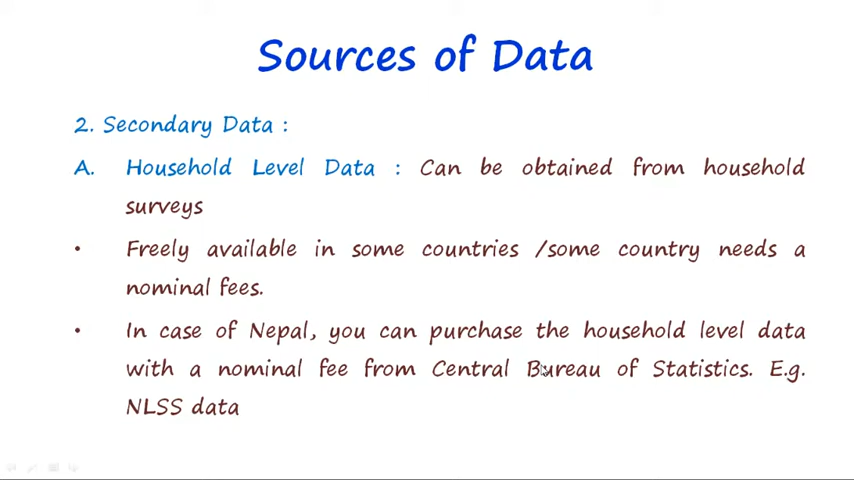 Sources of Data
2. Secondary Data :
A. Household Level Data : Can be obtained from household
surveys
• Freely available in some countries /some country needs a
nominal fees.
• In case of Nepal, you can purchase the household level data
with a nominal fee from Central Bureau of Statistics. E.g.
NLSS data